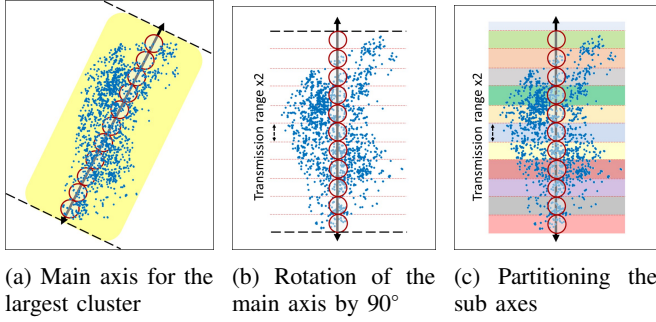 (a)
(b)
(c)
Transmission range x2
Transmission range x2
(a) Main axis for the
largest cluster
(b) Rotation of the
main axis by 90°
(c) Partitioning the
sub axes